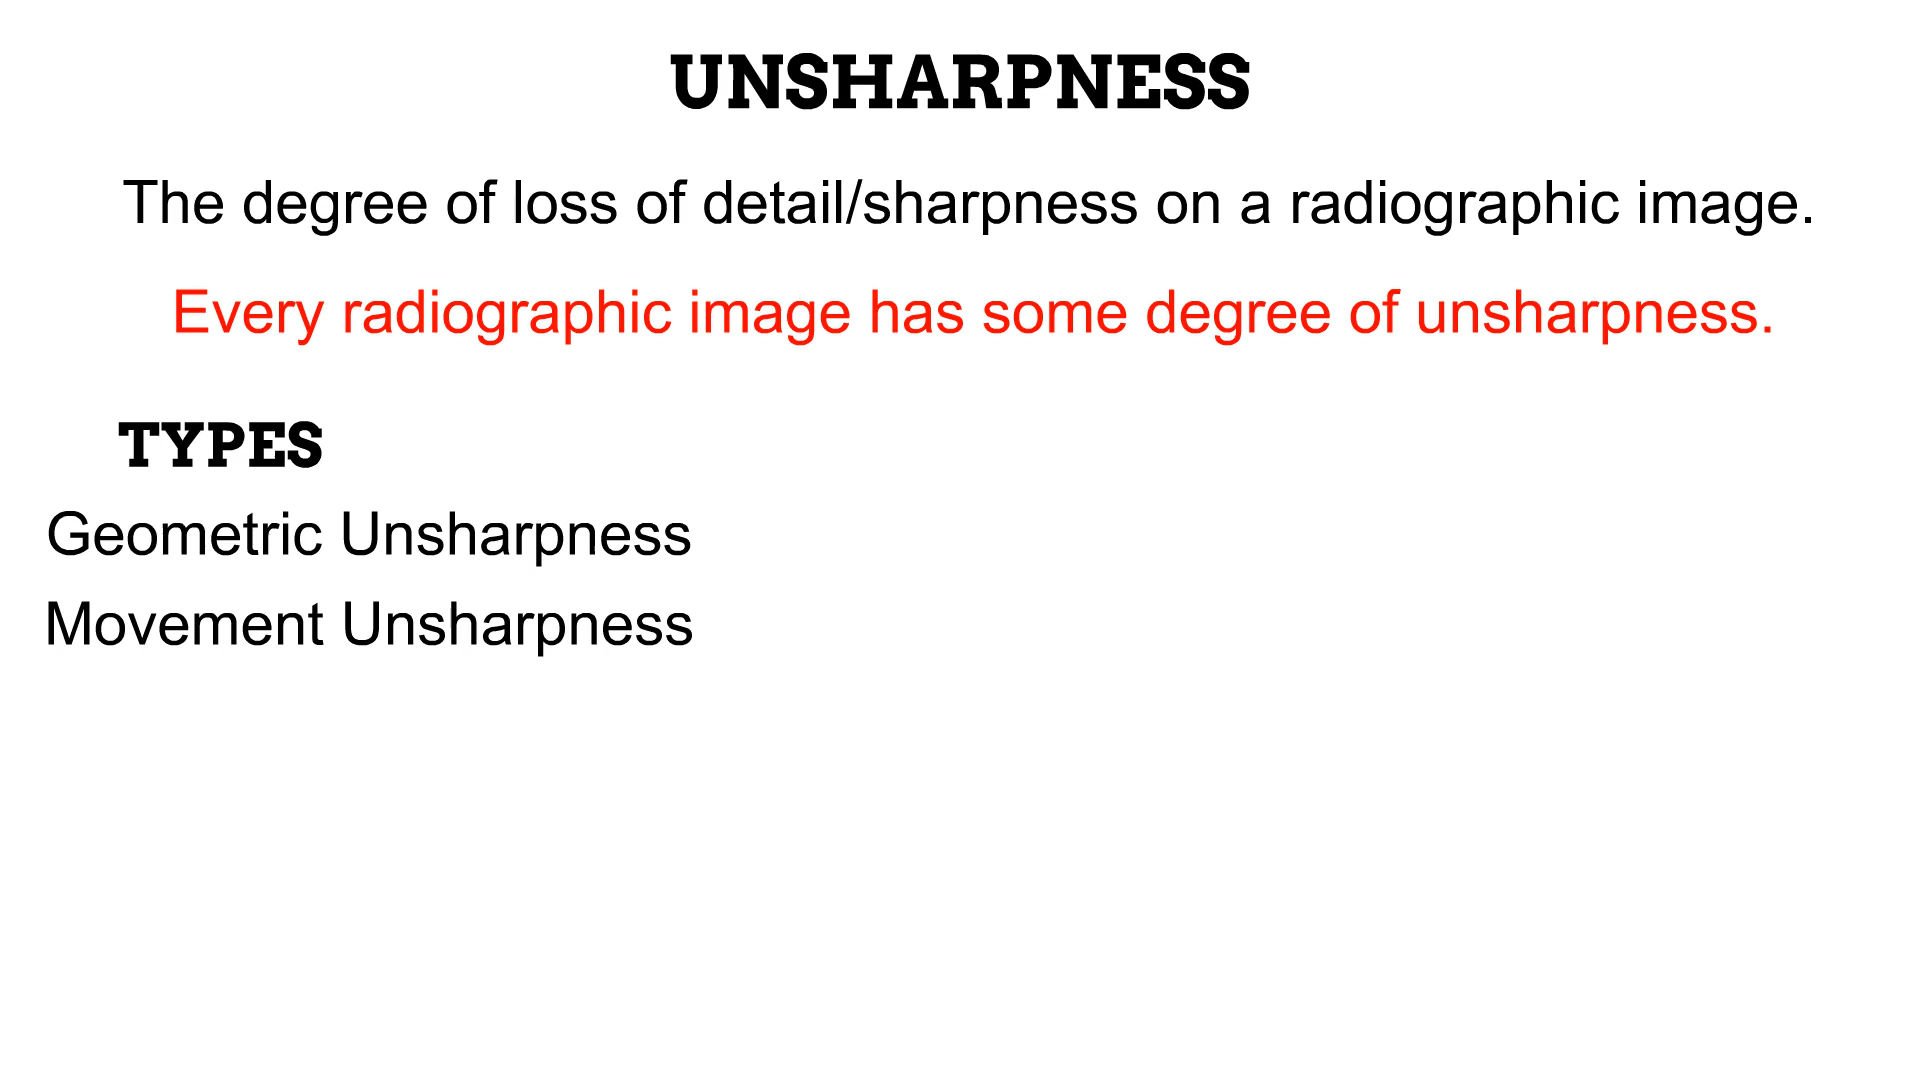 UNSHARPNESS
The degree of loss of detail/sharpness on a radiographic image.
Every radiographic image has some degree of unsharpness.
TYPES
Geometric Unsharpness
Movement Unsharpness